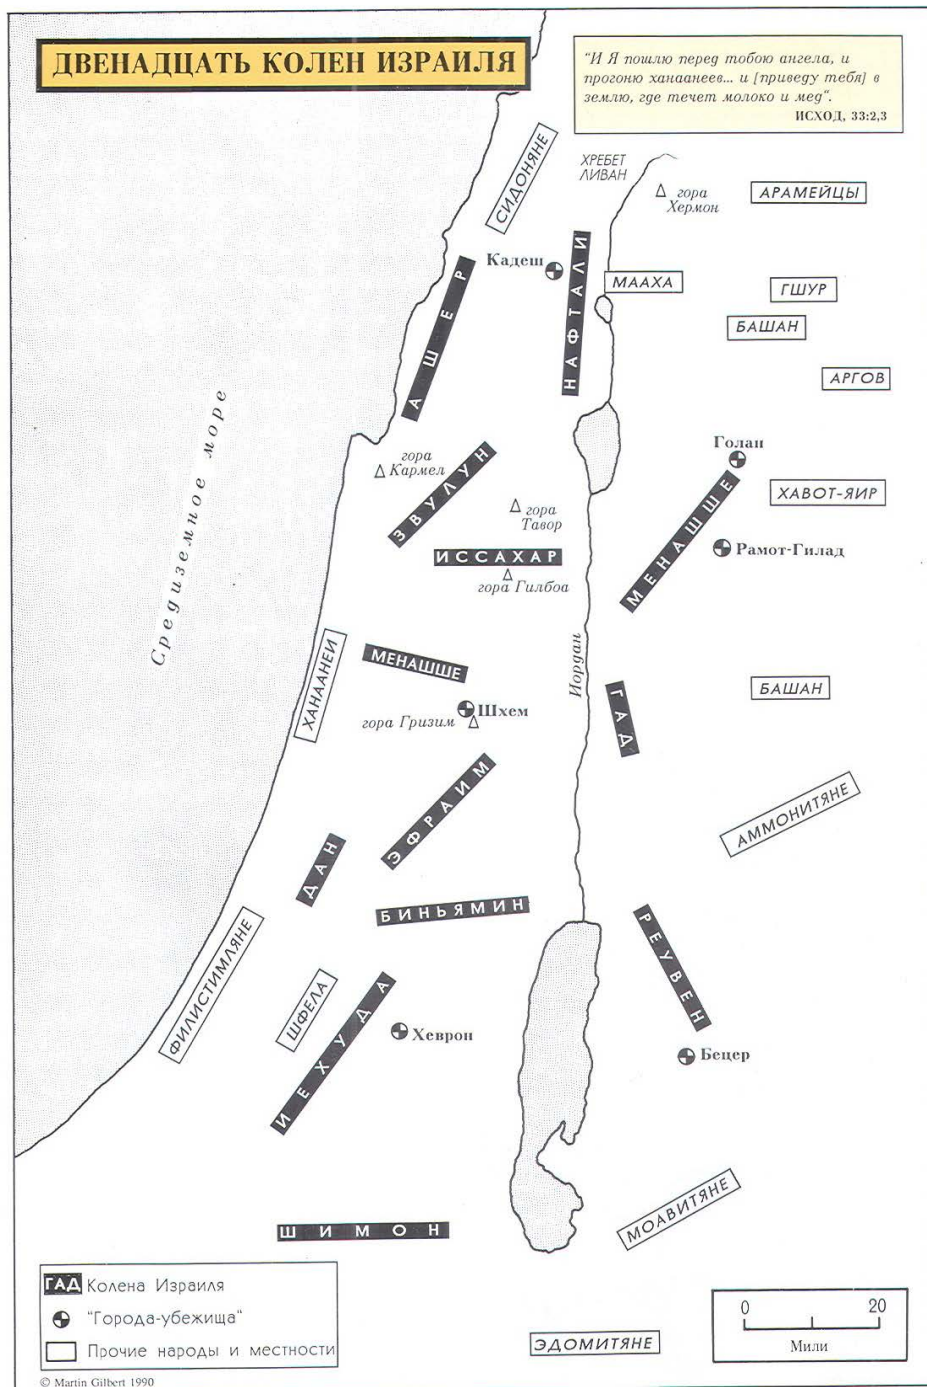 ДВЕНАДЦАТЬ КОЛЕН ИЗРАИЛЯ
"И Я пошлю перед тобою ангела, и
прогоню ханаанеев... и [приведу тебя] в
землю, где течет молоко и мед".
ИСХОД, 33:2,3
СИДОНЯНЕ
ХРЕБЕТ
ЛИВАН
гора
Хермон
АРАМЕЙЦЫ
Кадеш
НАФТАЛИ
МААХА
ГШУР
БАШАН
АШЕР
АРГОВ
Средиземное море
гора
Кармел
ЗВУЛУН
Голан
ХАВОТ-ЯИР
гора
Тавор
МЕНАШШЕ
Рамот-Гилад
ИССАХАР
гора Гилбоа
Иордан
ХАНААНЕИ
МЕНАШШЕ
Шхем
гора Гризим
ГАД
БАШАН
ЭФРАИМ
АММОНИТЯНЕ
ДАН
БИНЬЯМИН
РЕУВЕН
ФИЛИСТИМЛЯНЕ
ШФЕЛА
ИЕХУДА
Хеврон
Бецер
МОАВИТЯНЕ
ШИМОН
ГАД Колена Израиля
"Города-убежища"
Прочие народы и местности
0 20
Мили
ЭДОМИТЯНЕ
© Martin Gilbert 1990